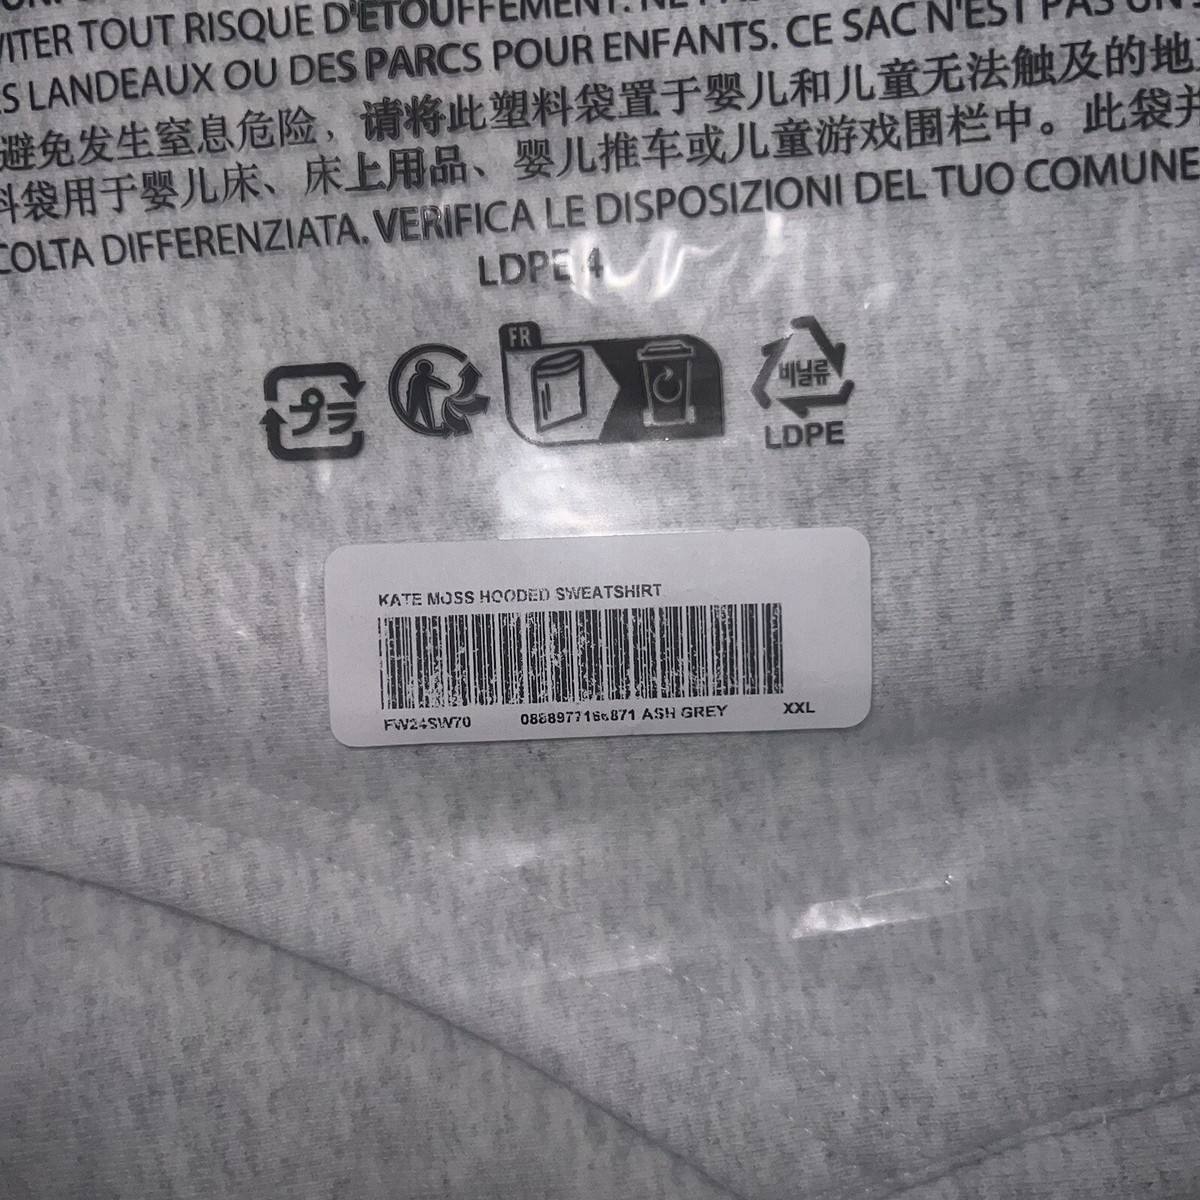 VITER TOUT RISQUE D'ÉTOUFFEMENT. NE
S LANDEAUX OU DES PARCS POUR ENFANTS. CE SAC N'EST PAS UN
避免发生窒息危险，请将此塑料袋置于婴儿和儿童无法触及的地
料袋用于婴儿床、床上用品、婴儿推车或儿童游戏围栏中。此袋并
COLTA DIFFERENZIATA. VERIFICA LE DISPOSIZIONI DEL TUO COMUNE
LDPE 4
プラ
FR
비닐류
LDPE
KATE MOSS HOODED SWEATSHIRT
FW24SW70 ASH GREY XXL